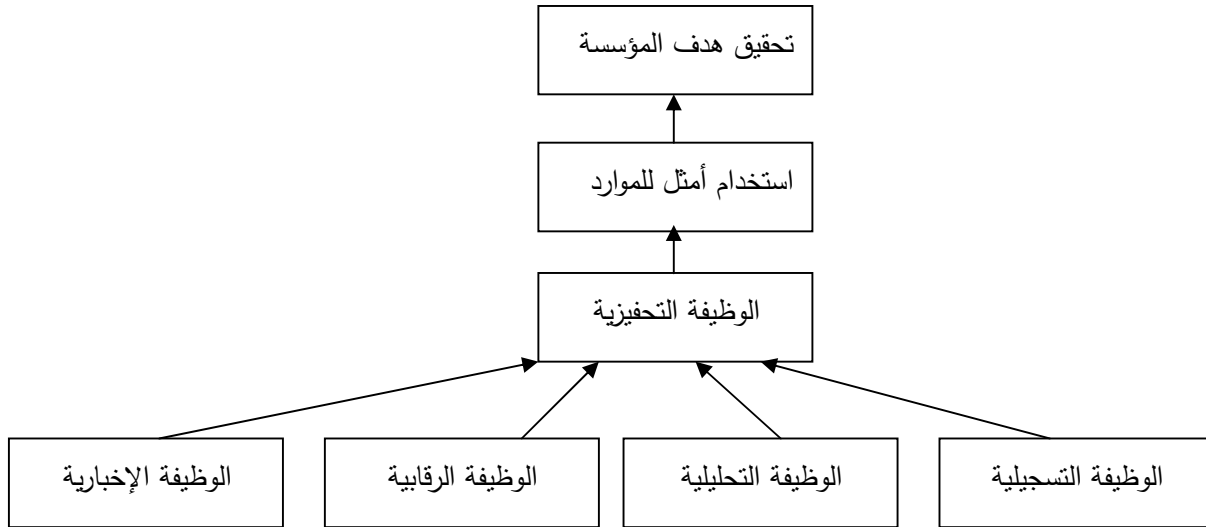 تحقيق هدف المؤسسة
استخدام أمثل للموارد
الوظيفة التحفيزية
الوظيفة التسجيلية
الوظيفة التحليلية
الوظيفة الرقابية
الوظيفة الإخبارية